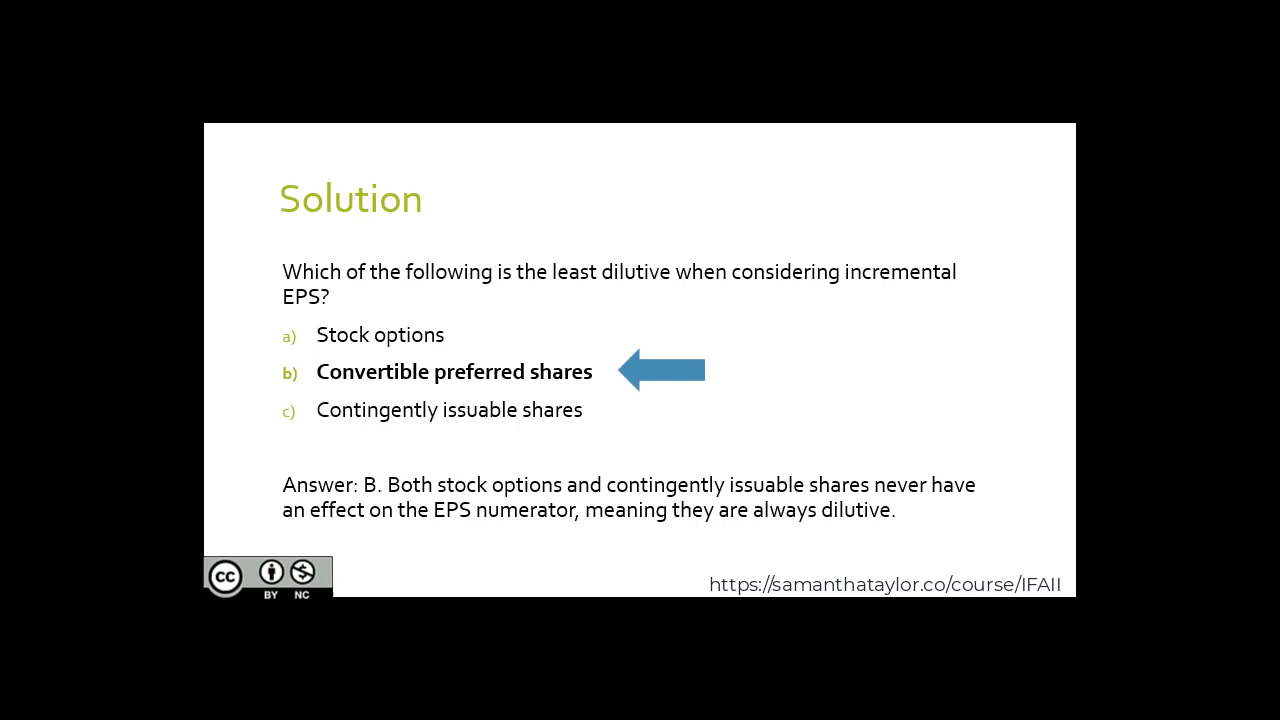 Solution
Which of the following is the least dilutive when considering incremental
EPS?
a) Stock options
b) Convertible preferred shares
c) Contingently issuable shares
Answer: B. Both stock options and contingently issuable shares never have
an effect on the EPS numerator, meaning they are always dilutive.
cc
BY NC
https://samanthataylor.co/course/IFAII